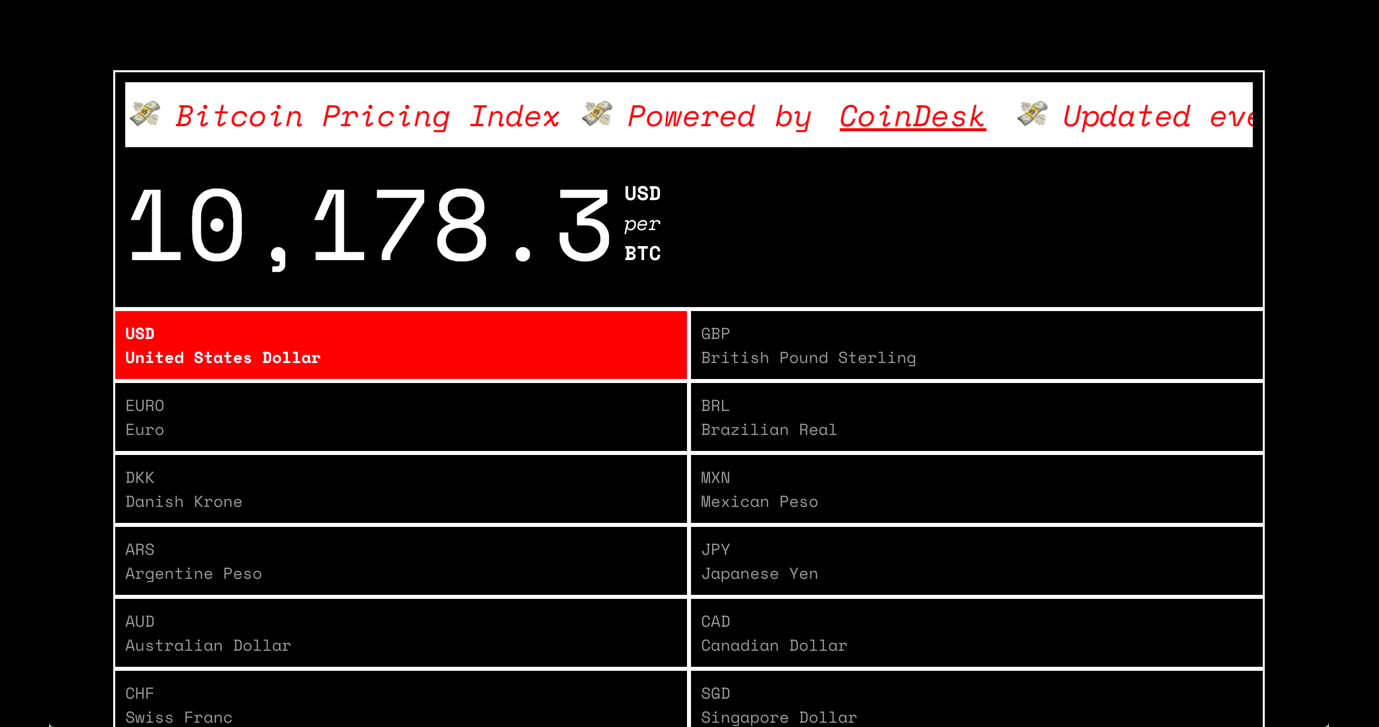 Bitcoin Pricing Index Powered by CoinDesk Updated eve
10,178.3
USD
per
BTC
USD
United States Dollar
GBP
British Pound Sterling
EURO
Euro
BRL
Brazilian Real
DKK
Danish Krone
MXN
Mexican Peso
ARS
Argentine Peso
JPY
Japanese Yen
AUD
Australian Dollar
CAD
Canadian Dollar
CHF
Swiss Franc
SGD
Singapore Dollar